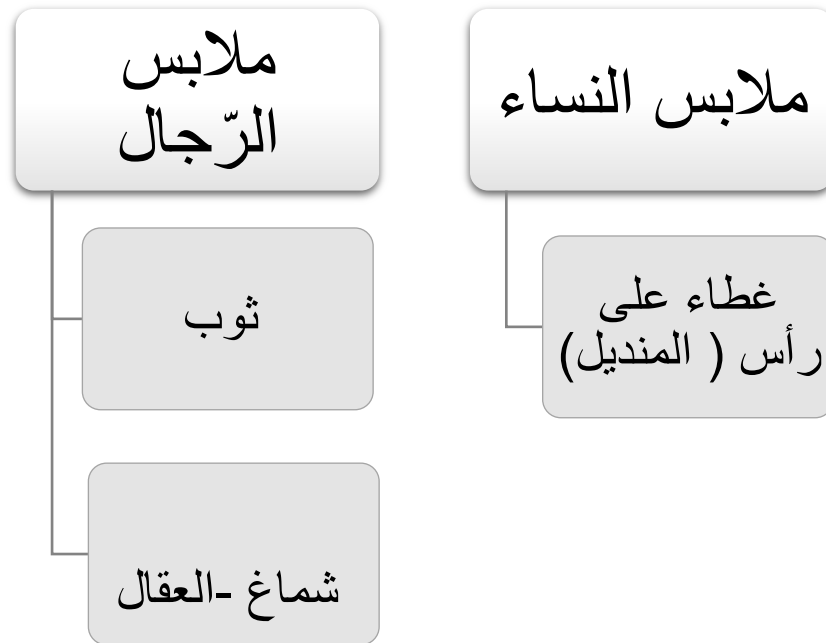 ملابس النساء
غطاء على
رأس ( المنديل)
ملابس
الرّجال
ثوب
شماغ -العقال